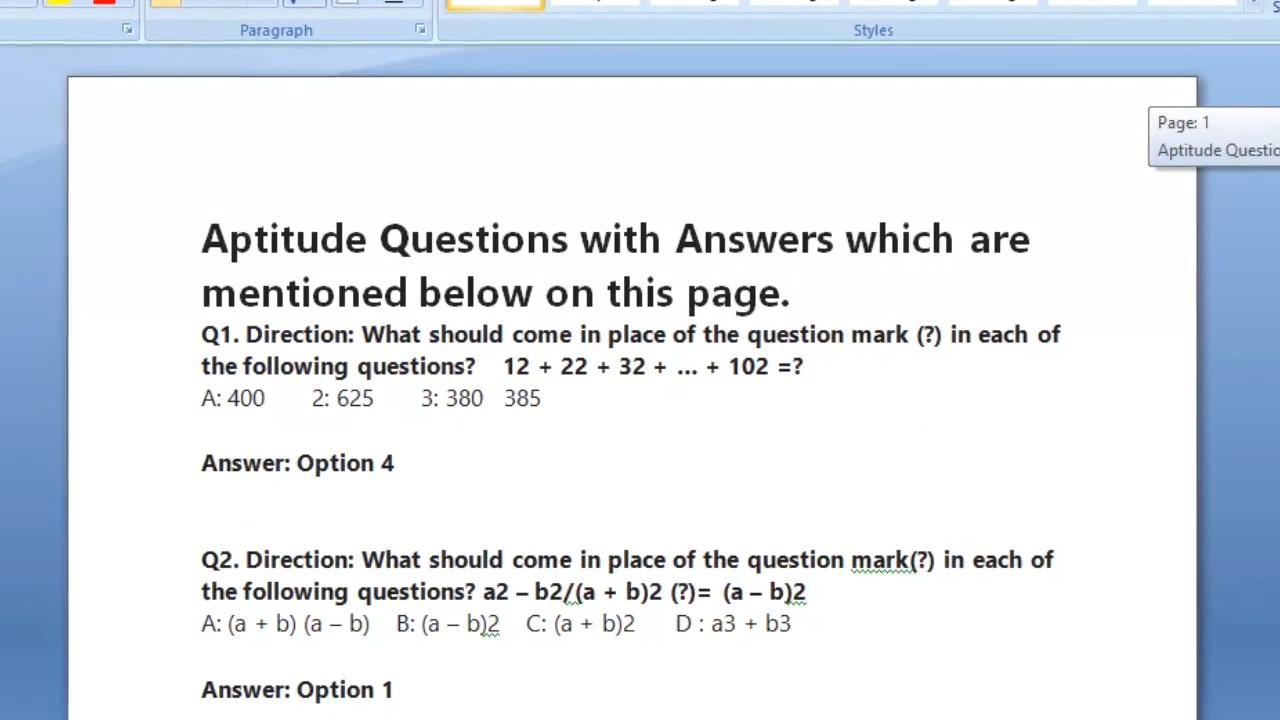 Paragraph
Styles
Page: 1
Aptitude Questio
Aptitude Questions with Answers which are
mentioned below on this page.
Q1. Direction: What should come in place of the question mark (?) in each of
the following questions? 12 + 22 + 32 + ... + 102 =?
A: 400 2: 625 3: 380 385
Answer: Option 4
Q2. Direction: What should come in place of the question mark(?) in each of
the following questions? a2 – b2/(a + b)2 (?)= (a – b)2
A: (a + b) (a – b) B: (a – b)2 C: (a + b)2 D : a3 + b3
Answer: Option 1